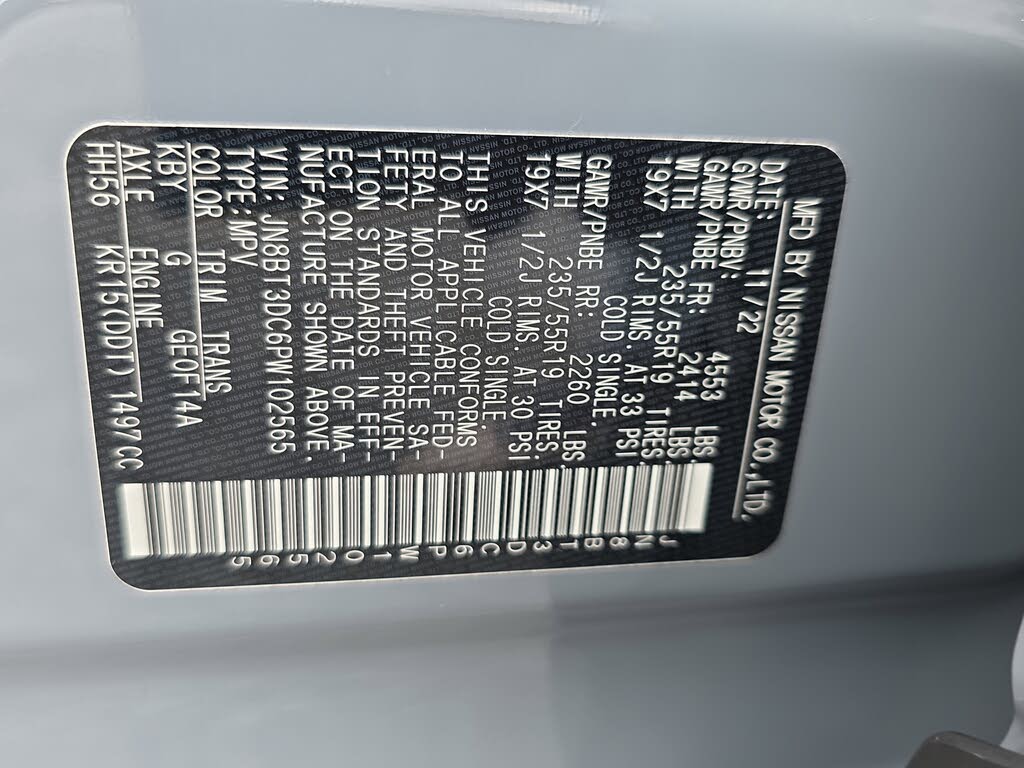 MFD BY NISSAN MOTOR CO.,LTD.
DATE: 11/22
GVWR/PNBV: 4553 LBS.
GAWR/PNBE FR: 2414 LBS.
WITH 235/55R19 TIRES.
19X7 1/2J RIMS. AT 33 PSI
COLD SINGLE.
GAWR/PNBE RR: 2260 LBS.
WITH 235/55R19 TIRES.
19X7 1/2J RIMS. AT 30 PSI
COLD SINGLE.
THIS VEHICLE CONFORMS
TO ALL APPLICABLE FED-
ERAL MOTOR VEHICLE SA-
FETY AND THEFT PREVEN-
TION STANDARDS IN EFF-
ECT ON THE DATE OF MA-
NUFACTURE SHOWN ABOVE.
VIN: JN8BT3DC6PW102565
TYPE:MPV
COLOR TRIM TRANS
KBY G GE0F14A
AXLE ENGINE
HH56 KR15(DDT)1497CC
JN8BT3DC6PW102565